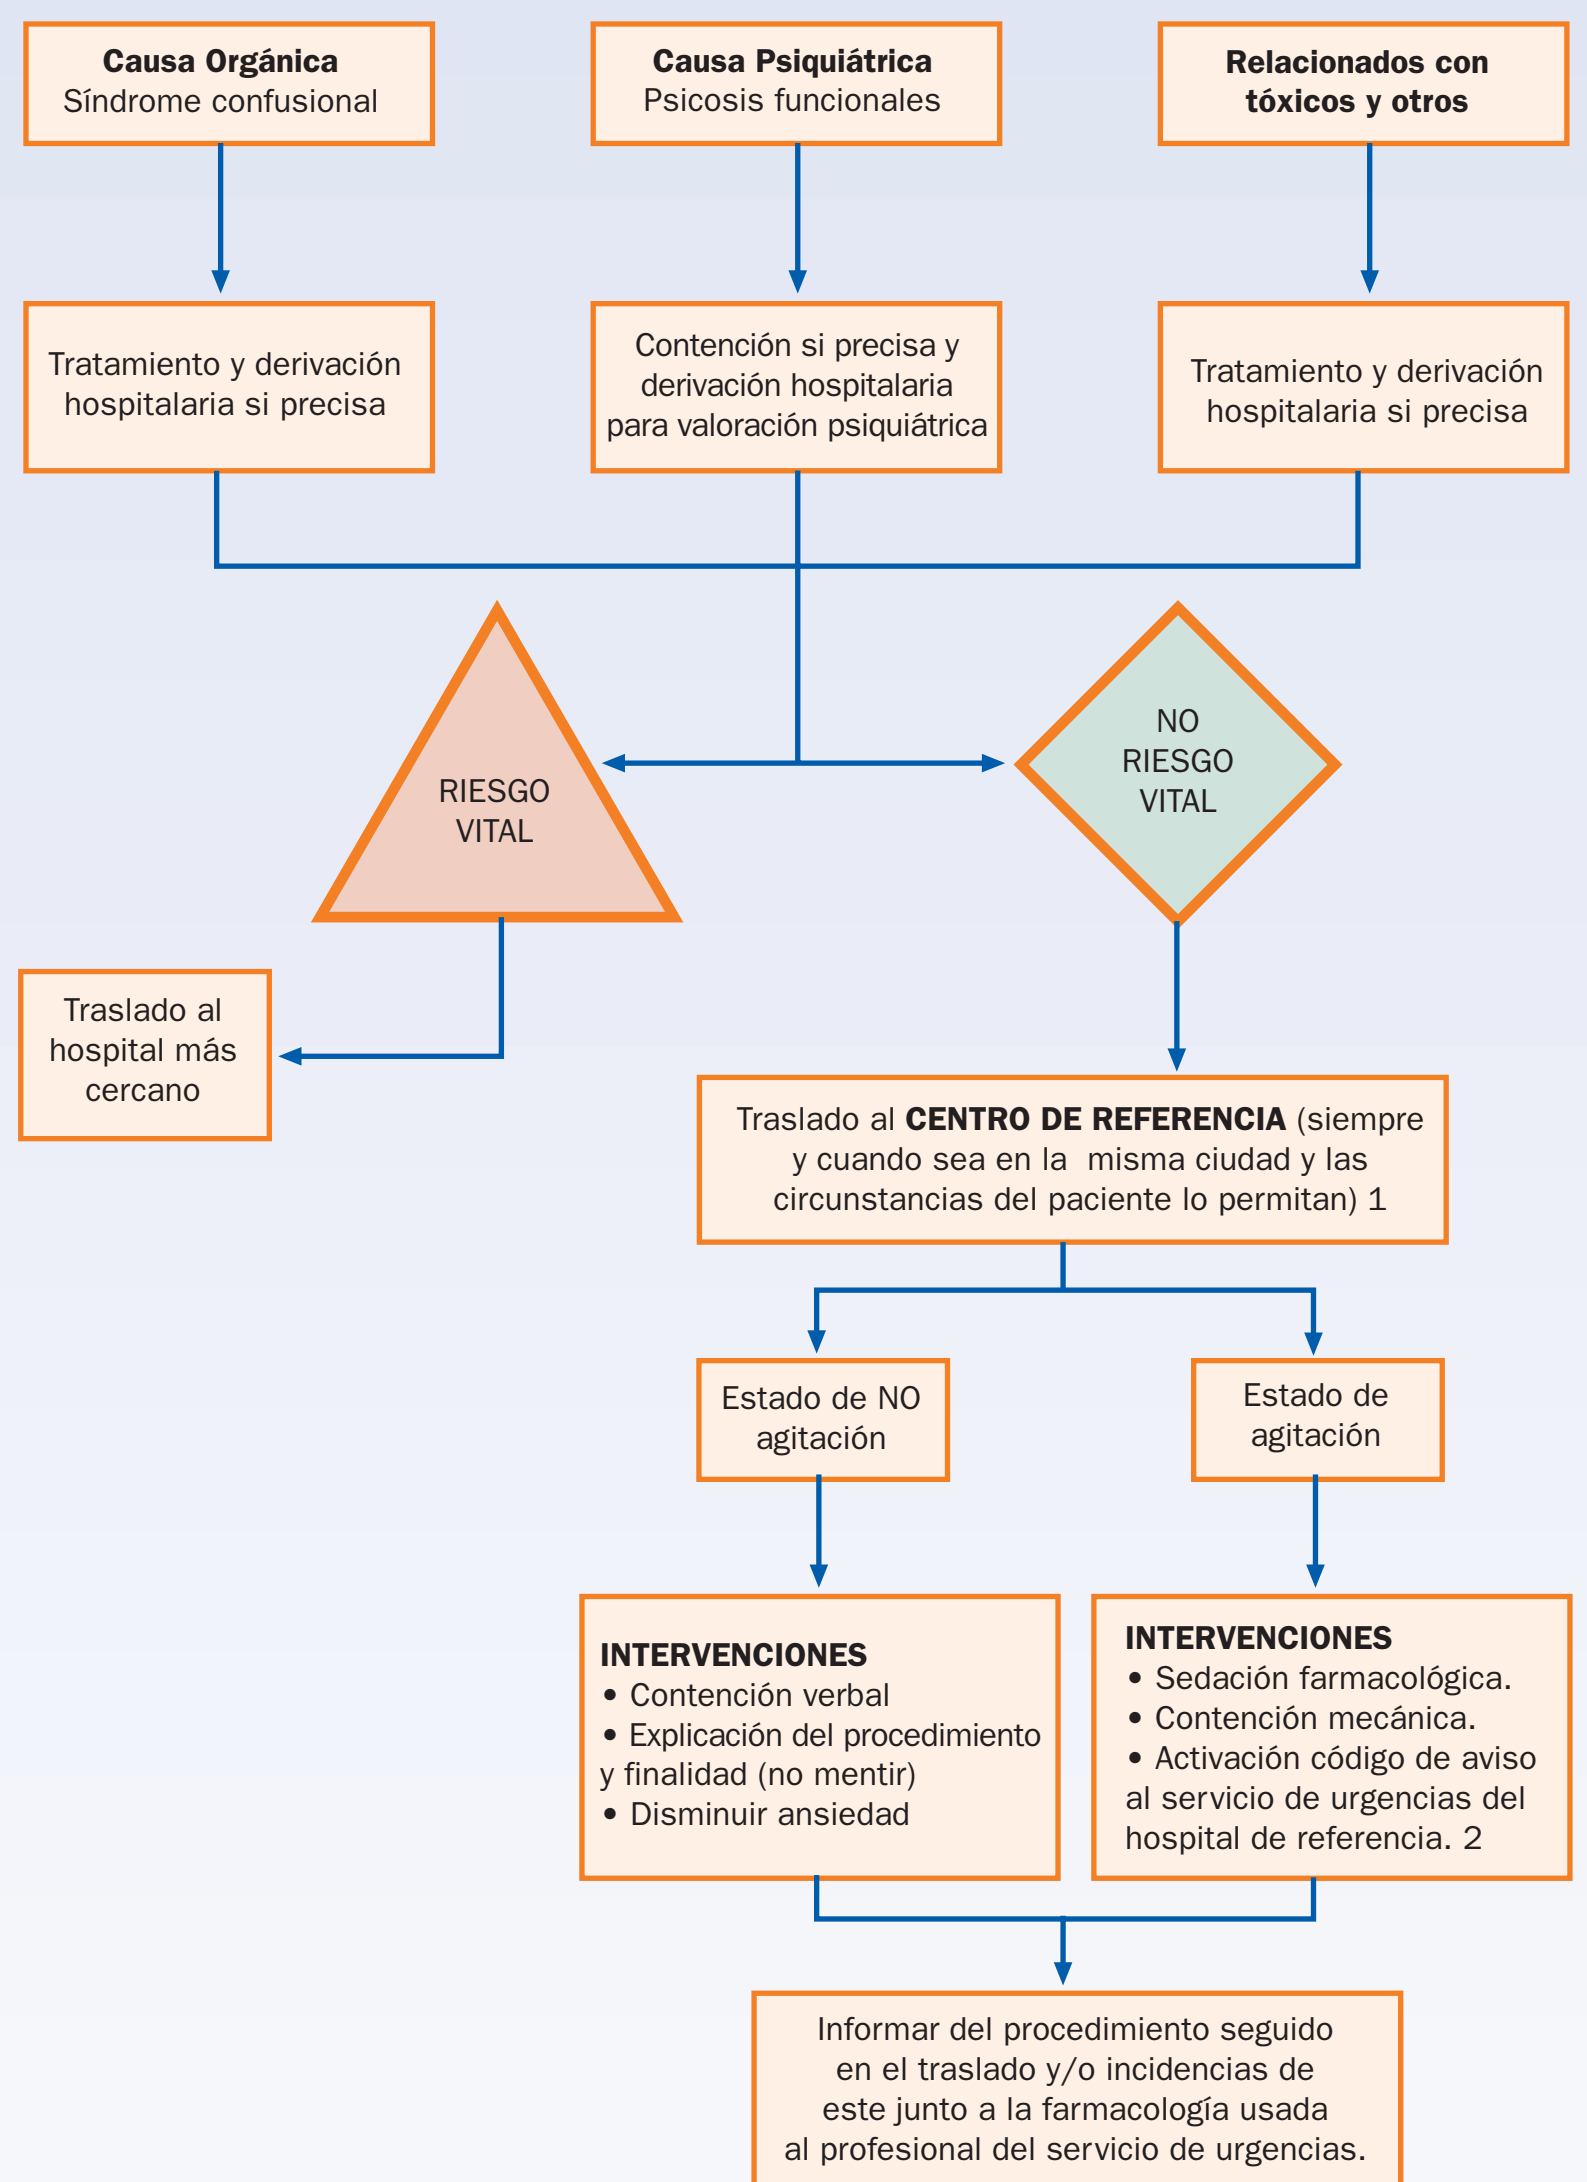 Causa Orgánica
Síndrome confusional
Causa Psiquiátrica
Psicosis funcionales
Relacionados con
tóxicos y otros
Tratamiento y derivación
hospitalaria si precisa
Contención si precisa y
derivación hospitalaria
para valoración psiquiátrica
Tratamiento y derivación
hospitalaria si precisa
RIESGO
VITAL
NO
RIESGO
VITAL
Traslado al
hospital más
cercano
Traslado al CENTRO DE REFERENCIA (siempre
y cuando sea en la misma ciudad y las
circunstancias del paciente lo permitan) 1
Estado de NO
agitación
Estado de
agitación
INTERVENCIONES
• Contención verbal
• Explicación del procedimiento
y finalidad (no mentir)
• Disminuir ansiedad
INTERVENCIONES
• Sedación farmacológica.
• Contención mecánica.
• Activación código de aviso
al servicio de urgencias del
hospital de referencia. 2
Informar del procedimiento seguido
en el traslado y/o incidencias de
este junto a la farmacología usada
al profesional del servicio de urgencias.